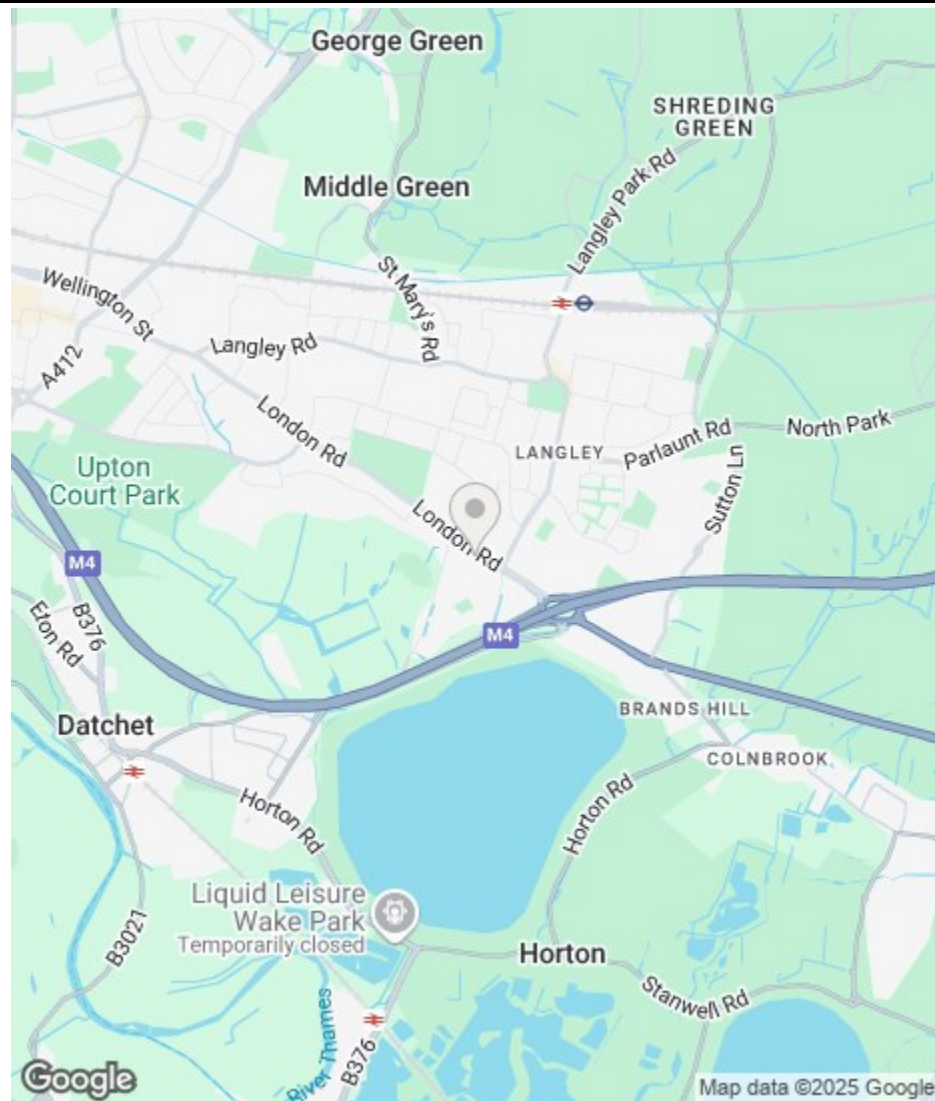 George Green
SHREDING
GREEN
Langley Park Rd
Middle Green
St Mary's Rd
Wellington St
Langley Rd
A412
London Rd
North Park
Parlaunt Rd
LANGLEY
Sutton Ln
Upton
Court Park
London Rd
M4
B376
Eton Rd
M4
BRANDS HILL
Datchet
COLNBROOK
Horton Rd
Horton Rd
Liquid Leisure
Wake Park
Temporarily closed
B3021
Horton
Stanwell Rd
River Thames
B376
Google
Map data ©2025 Google